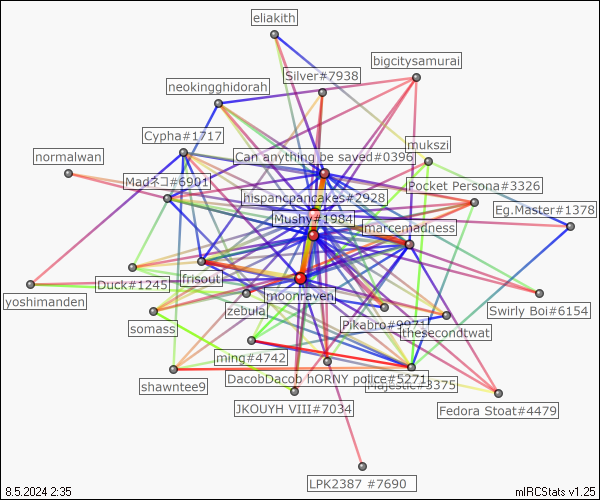 eliakith
bigcitysamurai
Silver#7938
neokingghidorah
Cypha#1717
mukszi
normalwan
Can anything be saved#0396
Madネコ#6901
Pocket Persona#3326
hispancpancakes#2928
Eg.Master#1378
Mushy#1984
marcemadness
Duck#1245
frisout
moonraven
yoshimanden
zebula
Swirly Boi#6154
somass
Pikabro#9971
thesecondtwat
ming#4742
shawntee9
DacobDacob hORNY police#5271
Majestic#3375
JKOUYH VIII#7034
Fedora Stoat#4479
LPK2387 #7690
8.5.2024 2:35
mIRCStats v1.25